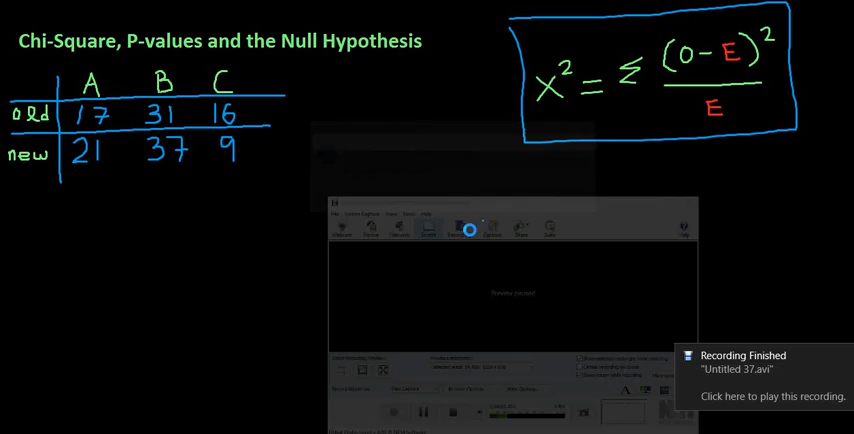 Chi-Square, P-values and the Null Hypothesis
X² = Σ (O - E)² / E
A B C
old 17 31 16
new 21 37 9
Help
Preview paused
Recording Finished
"Untitled 37.avi"
Click here to play this recording.